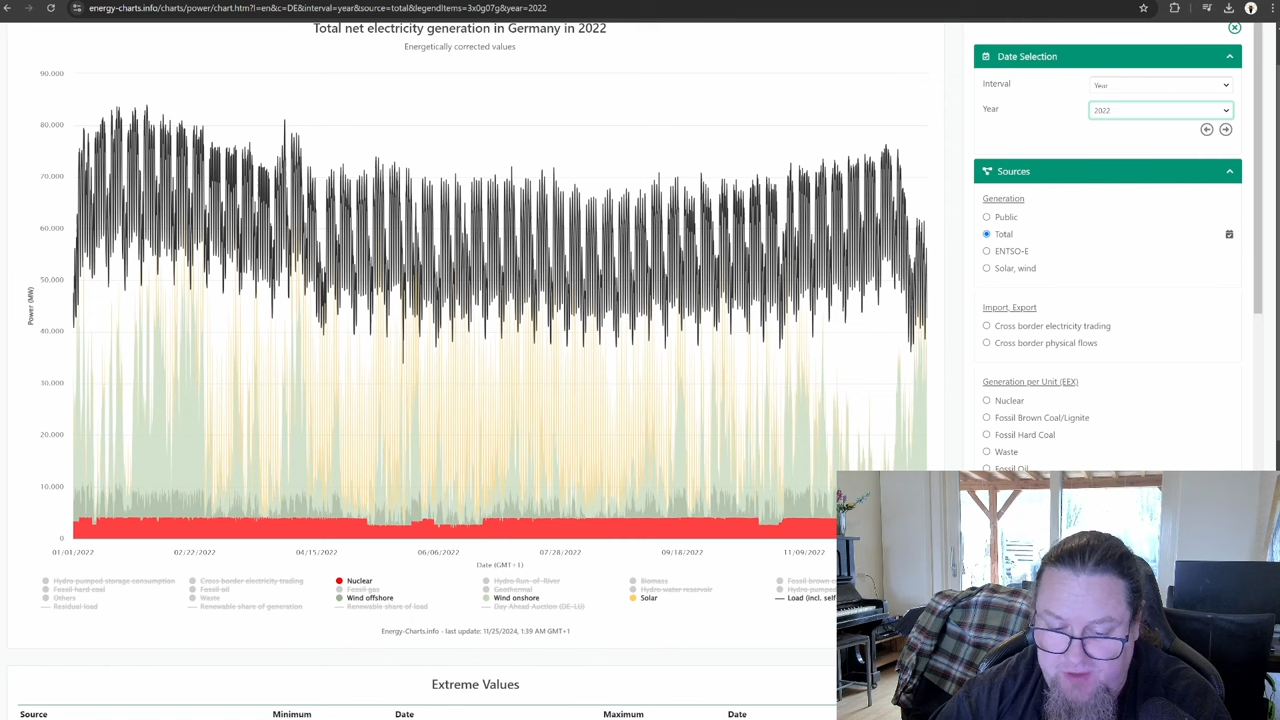 energy-charts.info/charts/power/chart.htm?l=en&c=DE&interval=year&legendItems=3x0g07g&year=2022
Total net electricity generation in Germany in 2022
Energetically corrected values
Power (MW)
90.000
80.000
70.000
60.000
50.000
40.000
30.000
20.000
10.000
0
01/01/2022 02/22/2022 04/15/2022 06/06/2022 07/28/2022 09/18/2022 11/09/2022
Date (GMT+1)
Hydro pumped storage consumption Cross border electricity trading Nuclear Hydro Run-of-River Biomass Fossil brown c
Fossil hard coal Fossil oil Fossil gas Geothermal Hydro water reservoir Hydro pumped
Others Waste Wind offshore Wind onshore Solar Load (incl. self
Residual load Renewable share of generation Renewable share of load Day Ahead Auction (DE-LU)
Energy-Charts.info - last update: 11/25/2024, 1:39 AM GMT+1
Extreme Values
Source Minimum Date Maximum Date
Date Selection
Interval Year
Year 2022
Sources
Generation
Public
Total
ENTSO-E
Solar, wind
Import, Export
Cross border electricity trading
Cross border physical flows
Generation per Unit (EEX)
Nuclear
Fossil Brown Coal/Lignite
Fossil Hard Coal
Waste
Fossil Oil